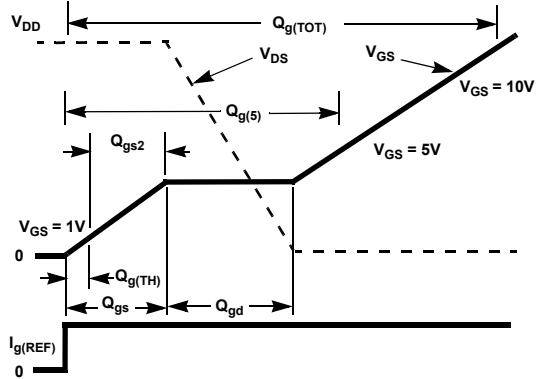 V_DD
Q_g(TOT)
V_DS
V_GS
V_GS = 10V
Q_g(5)
Q_gs2
V_GS = 5V
V_GS = 1V
0
Q_g(TH)
Q_gs
Q_gd
I_g(REF)
0